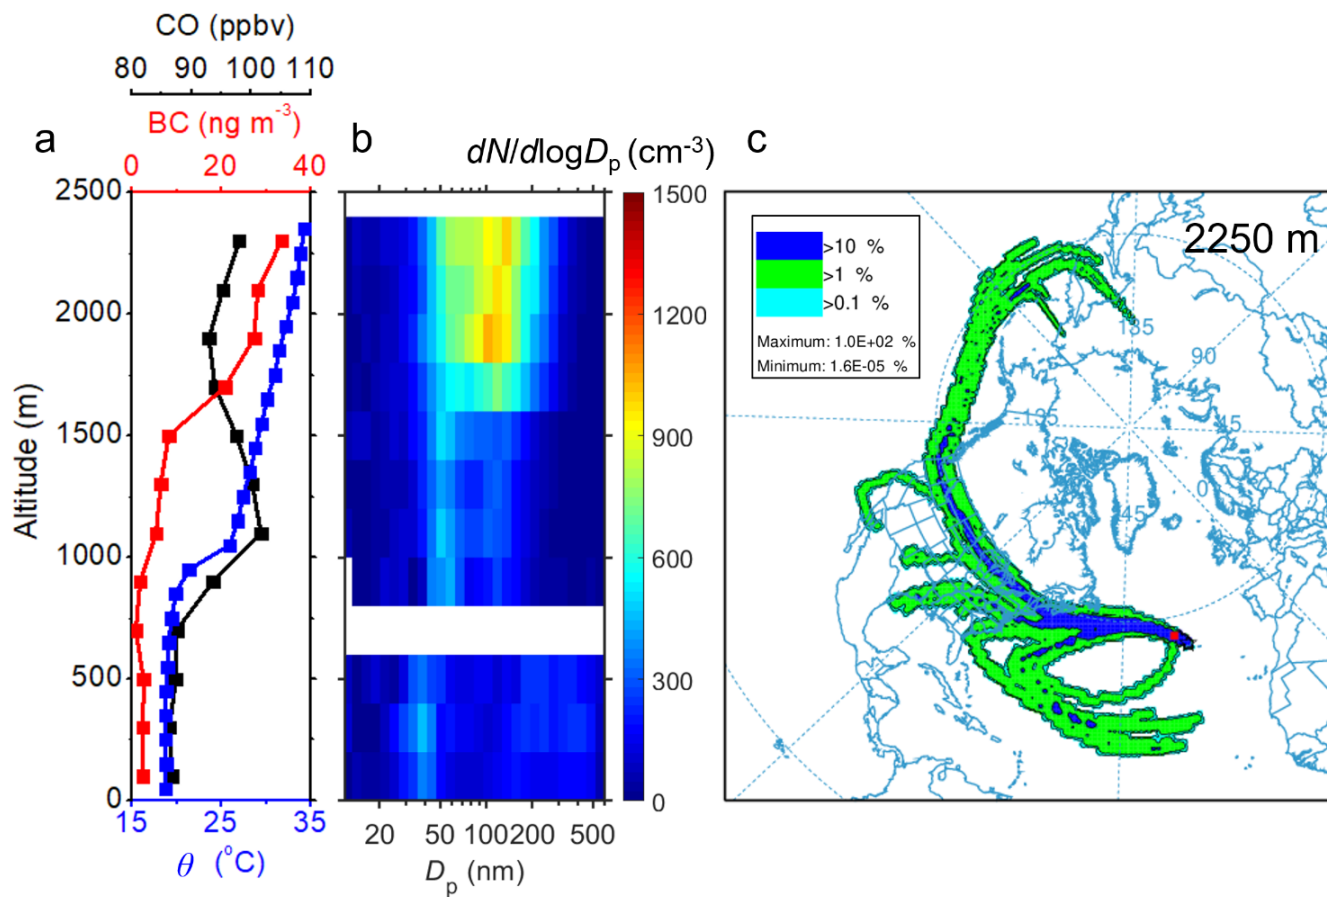 CO (ppbv)
80 90 100 110
BC (ng m⁻³)
0 20 40
a
b
dN/dlogDₚ (cm⁻³)
c
2500
2000
1500
1000
500
0
Altitude (m)
15 25 35
θ (°C)
20 50 100 200 500
Dₚ (nm)
1500
1200
900
600
300
0
2250 m
>10 %
>1 %
>0.1 %
Maximum: 1.0E+02 %
Minimum: 1.6E-05 %
135
90
-135
45
0
-45